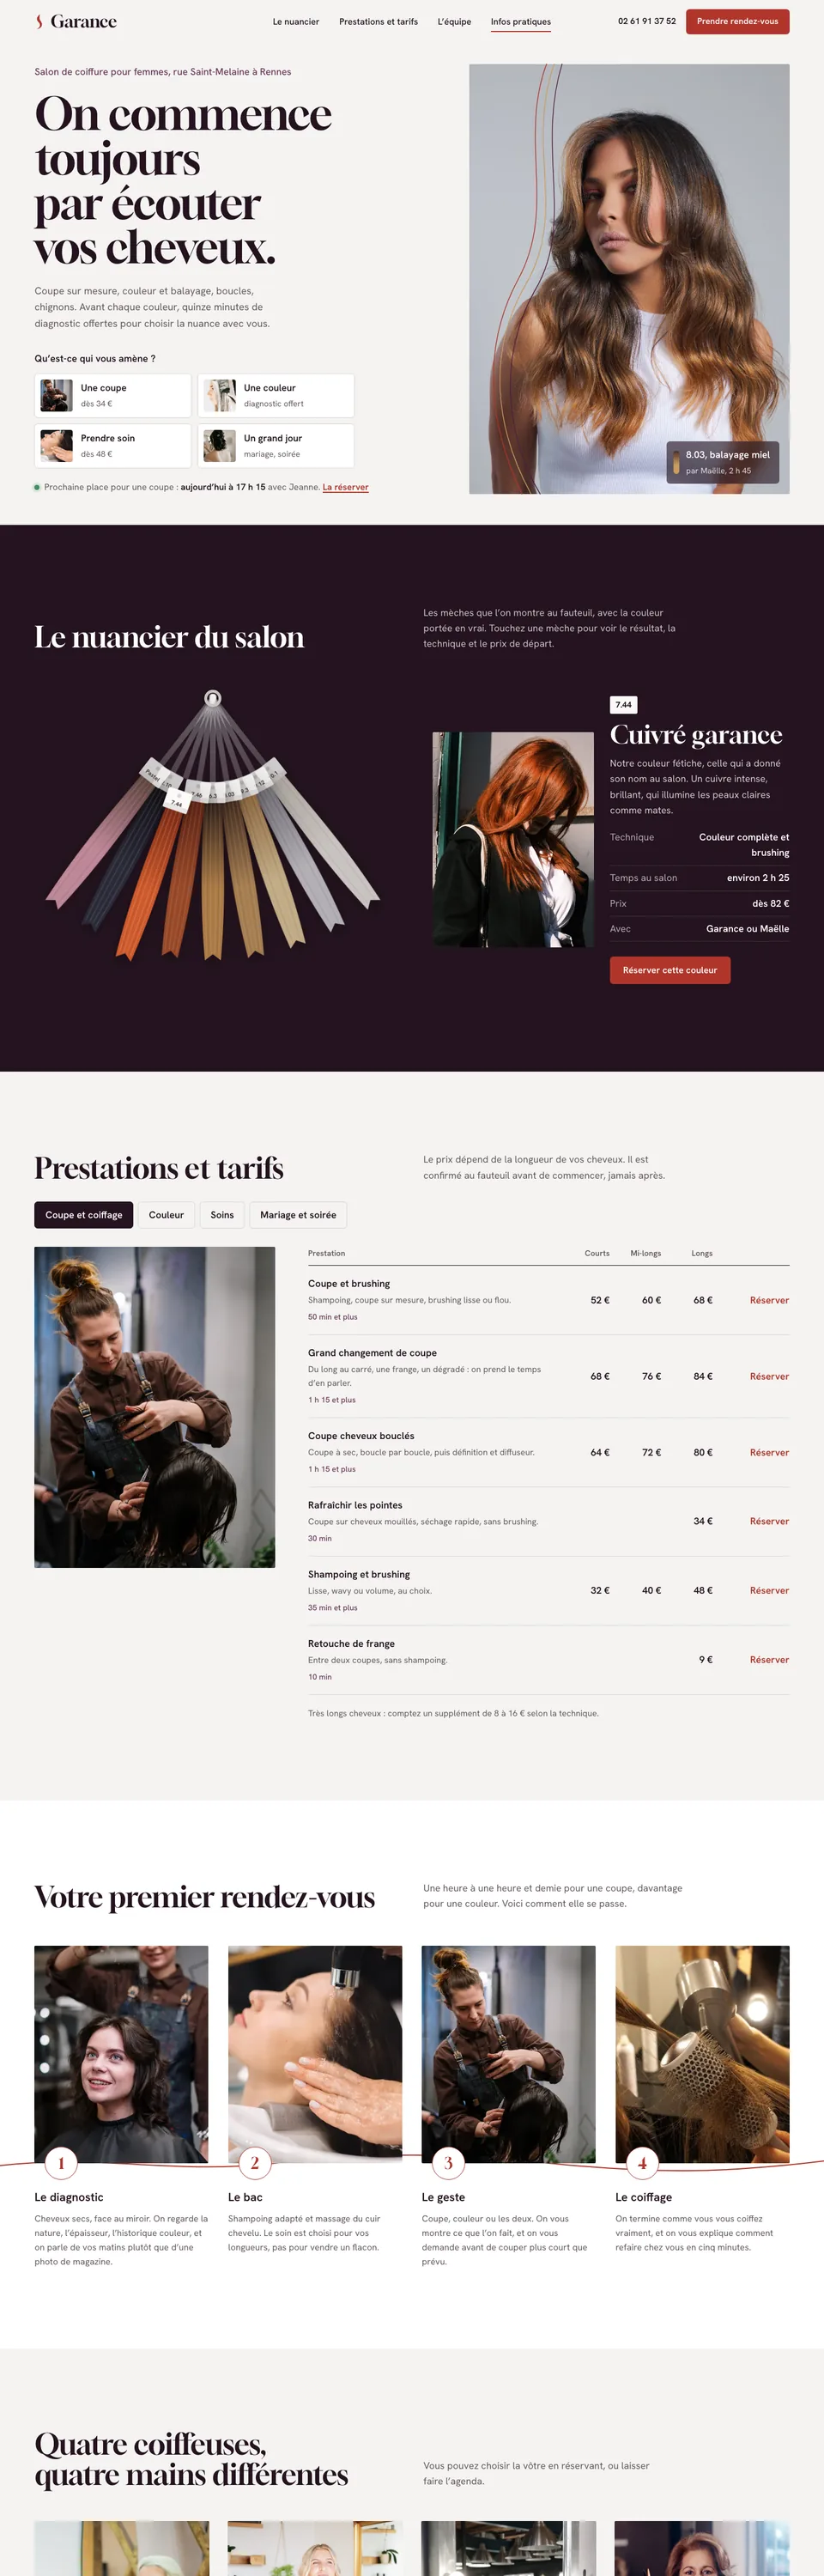 Garance
Le nuancier
Prestations et tarifs
L’équipe
Infos pratiques
02 61 91 37 52
Prendre rendez-vous
Salon de coiffure pour femmes, rue Saint-Melaine à Rennes
On commence
toujours
par écouter
vos cheveux.
Coupe sur mesure, couleur et balayage, boucles,
chignons. Avant chaque couleur, quinze minutes de
diagnostic offertes pour choisir la nuance avec vous.
Qu’est-ce qui vous amène ?
Une coupe
dès 34 €
Une couleur
diagnostic offert
Prendre soin
dès 48 €
Un grand jour
mariage, soirée
Prochaine place pour une coupe : aujourd’hui à 17 h 15 avec Jeanne. La réserver
8.03, balayage miel
par Maëlle, 2 h 45
Le nuancier du salon
Les mèches que l’on montre au fauteuil, avec la couleur
portée en vrai. Touchez une mèche pour voir le résultat, la
technique et le prix de départ.
Pastel
7.44
7.46
6.3
9.3
7.44
Cuivré garance
Notre couleur fétiche, celle qui a donné
son nom au salon. Un cuivre intense,
brillant, qui illumine les peaux claires
comme mates.
Technique
Couleur complète et
brushing
Temps au salon
environ 2 h 25
Prix
dès 82 €
Avec
Garance ou Maëlle
Réserver cette couleur
Prestations et tarifs
Le prix dépend de la longueur de vos cheveux. Il est
confirmé au fauteuil avant de commencer, jamais après.
Coupe et coiffage
Couleur
Soins
Mariage et soirée
Prestation
Courts
Mi-longs
Longs
Coupe et brushing
Shampoing, coupe sur mesure, brushing lisse ou flou.
50 min et plus
52 €
60 €
68 €
Réserver
Grand changement de coupe
Du long au carré, une frange, un dégradé : on prend le temps
d’en parler.
1 h 15 et plus
68 €
76 €
84 €
Réserver
Coupe cheveux bouclés
Coupe à sec, boucle par boucle, puis définition et diffuseur.
1 h 15 et plus
64 €
72 €
80 €
Réserver
Rafraîchir les pointes
Coupe sur cheveux mouillés, séchage rapide, sans brushing.
30 min
34 €
Réserver
Shampoing et brushing
Lisse, wavy ou volume, au choix.
35 min et plus
32 €
40 €
48 €
Réserver
Retouche de frange
Entre deux coupes, sans shampoing.
10 min
9 €
Réserver
Très longs cheveux : comptez un supplément de 8 à 16 € selon la technique.
Votre premier rendez-vous
Une heure à une heure et demie pour une coupe, davantage
pour une couleur. Voici comment elle se passe.
1
2
3
4
Le diagnostic
Cheveux secs, face au miroir. On regarde la
nature, l’épaisseur, l’historique couleur, et
on parle de vos matins plutôt que d’une
photo de magazine.
Le bac
Shampoing adapté et massage du cuir
chevelu. Le soin est choisi pour vos
longueurs, pas pour vendre un flacon.
Le geste
Coupe, couleur ou les deux. On vous
montre ce que l’on fait, et on vous
demande avant de couper plus court que
prévu.
Le coiffage
On termine comme vous vous coiffez
vraiment, et on vous explique comment
refaire chez vous en cinq minutes.
Quatre coiffeuses,
quatre mains différentes
Vous pouvez choisir la vôtre en réservant, ou laisser
faire l’agenda.